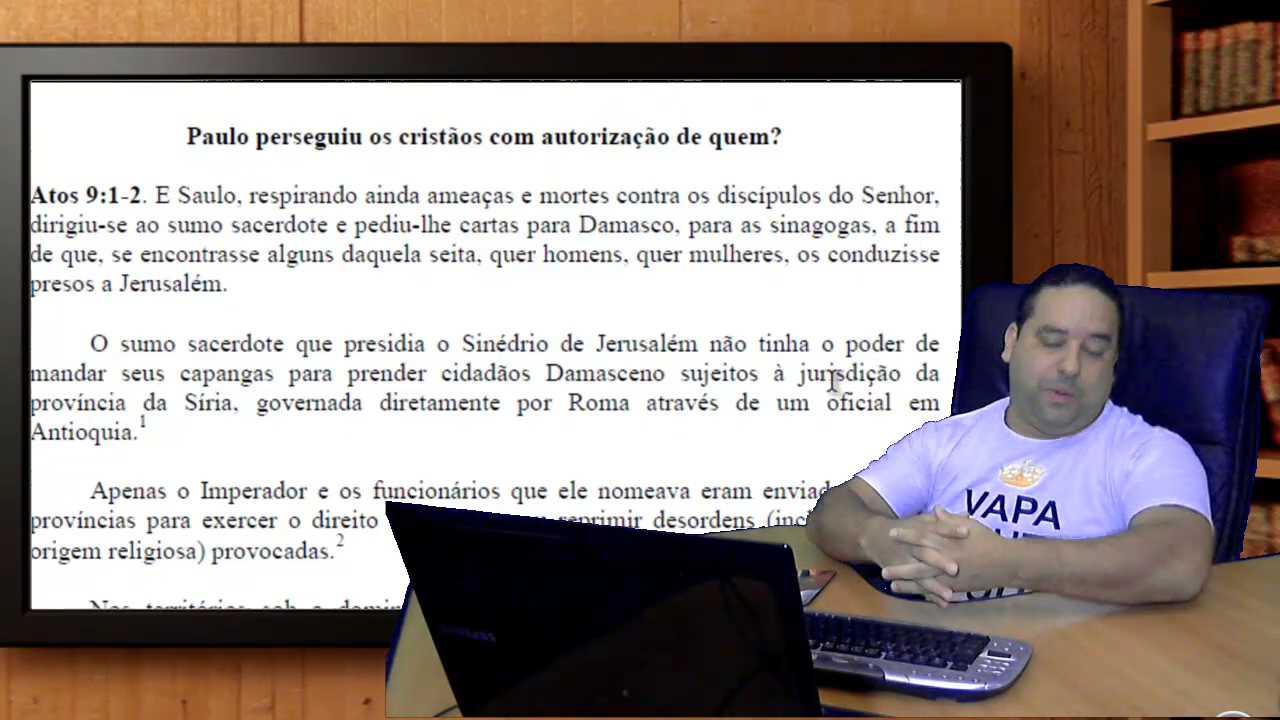 Paulo perseguiu os cristãos com autorização de quem?
Atos 9:1-2. E Saulo, respirando ainda ameaças e mortes contra os discípulos do Senhor,
dirigiu-se ao sumo sacerdote e pediu-lhe cartas para Damasco, para as sinagogas, a fim
de que, se encontrasse alguns daquela seita, quer homens, quer mulheres, os conduzisse
presos a Jerusalém.
O sumo sacerdote que presidia o Sinédrio de Jerusalém não tinha o poder de
mandar seus capangas para prender cidadãos Damasceno sujeitos à jurisdição da
província da Síria, governada diretamente por Roma através de um oficial em
Antioquia.1
Apenas o Imperador e os funcionários que ele nomeava eram
províncias para exercer o direito reprimir desordens
origem religiosa) provocadas.2
VAPA